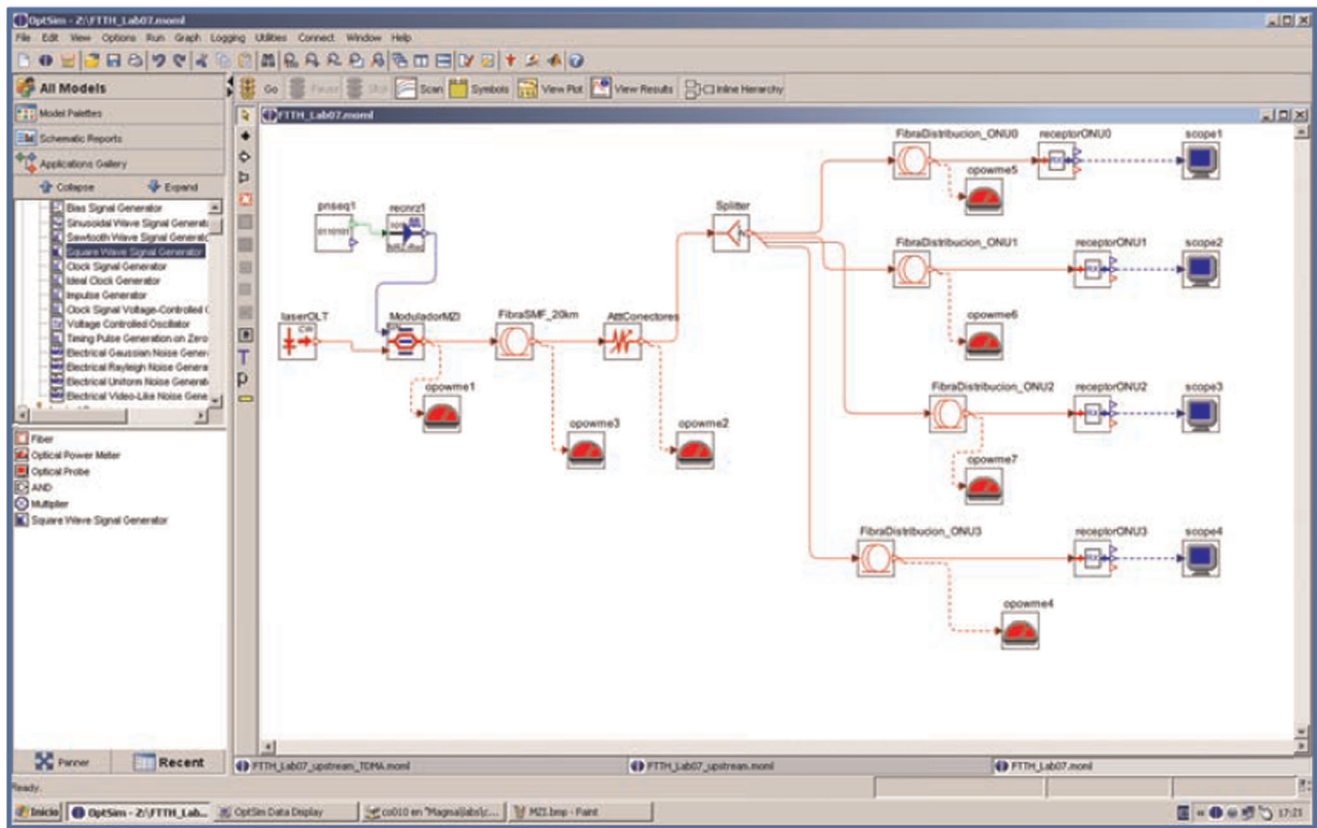 OptSim - Z:\FTTH_Lab07.moml
File Edit View Options Run Graph Logging Utilities Connect Window Help
All Models
Go Pause Stop Scan Symbols View Plot View Results Inline Hierarchy
Model Palettes
FTTH_Lab07.moml
Schematic Reports
Applications Gallery
Collapse Expand
Bias Signal Generator
Sinusoidal Wave Signal Generat
Sawtooth Wave Signal Generato
Square Wave Signal Generator
Clock Signal Generator
Ideal Clock Generator
Impulse Generator
Clock Signal Voltage-Controlled
Voltage Controlled Oscillator
Timing Pulse Generation on Zero
Electrical Gaussian Noise Gener
Electrical Rayleigh Noise Genera
Electrical Uniform Noise Generat
Electrical Video-Like Noise Gene
Fiber
Optical Power Meter
Optical Probe
AND
Multiplier
Square Wave Signal Generator
FibraDistribucion_ONU0 receptorONU0 scope1
opowme5
pnseq1 recnrz1 Splitter
0110101
FibraDistribucion_ONU1 receptorONU1 scope2
laserOLT ModuladorMZI FibraSMF_20km AttConectores
CW
opowme6
opowme1
FibraDistribucion_ONU2 receptorONU2 scope3
opowme3 opowme2
opowme7
FibraDistribucion_ONU3 receptorONU3 scope4
opowme4
Panner Recent
FTTH_Lab07_upstream_TDMA.moml FTTH_Lab07_upstream.moml FTTH_Lab07.moml
Ready.
Inicio OptSim - Z:\FTTH_Lab... OptSim Data Display MZI.bmp - Paint 17:21